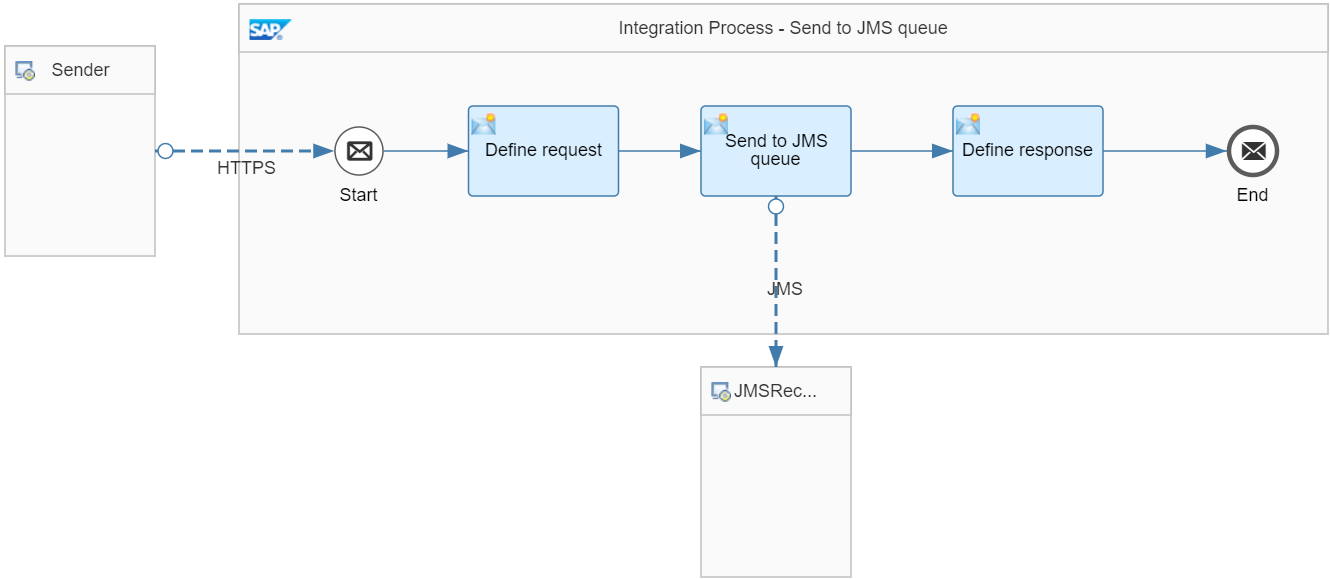 SAP
Integration Process - Send to JMS queue
Sender
HTTPS
Start
Define request
Send to JMS
queue
Define response
End
JMS
JMSRec...